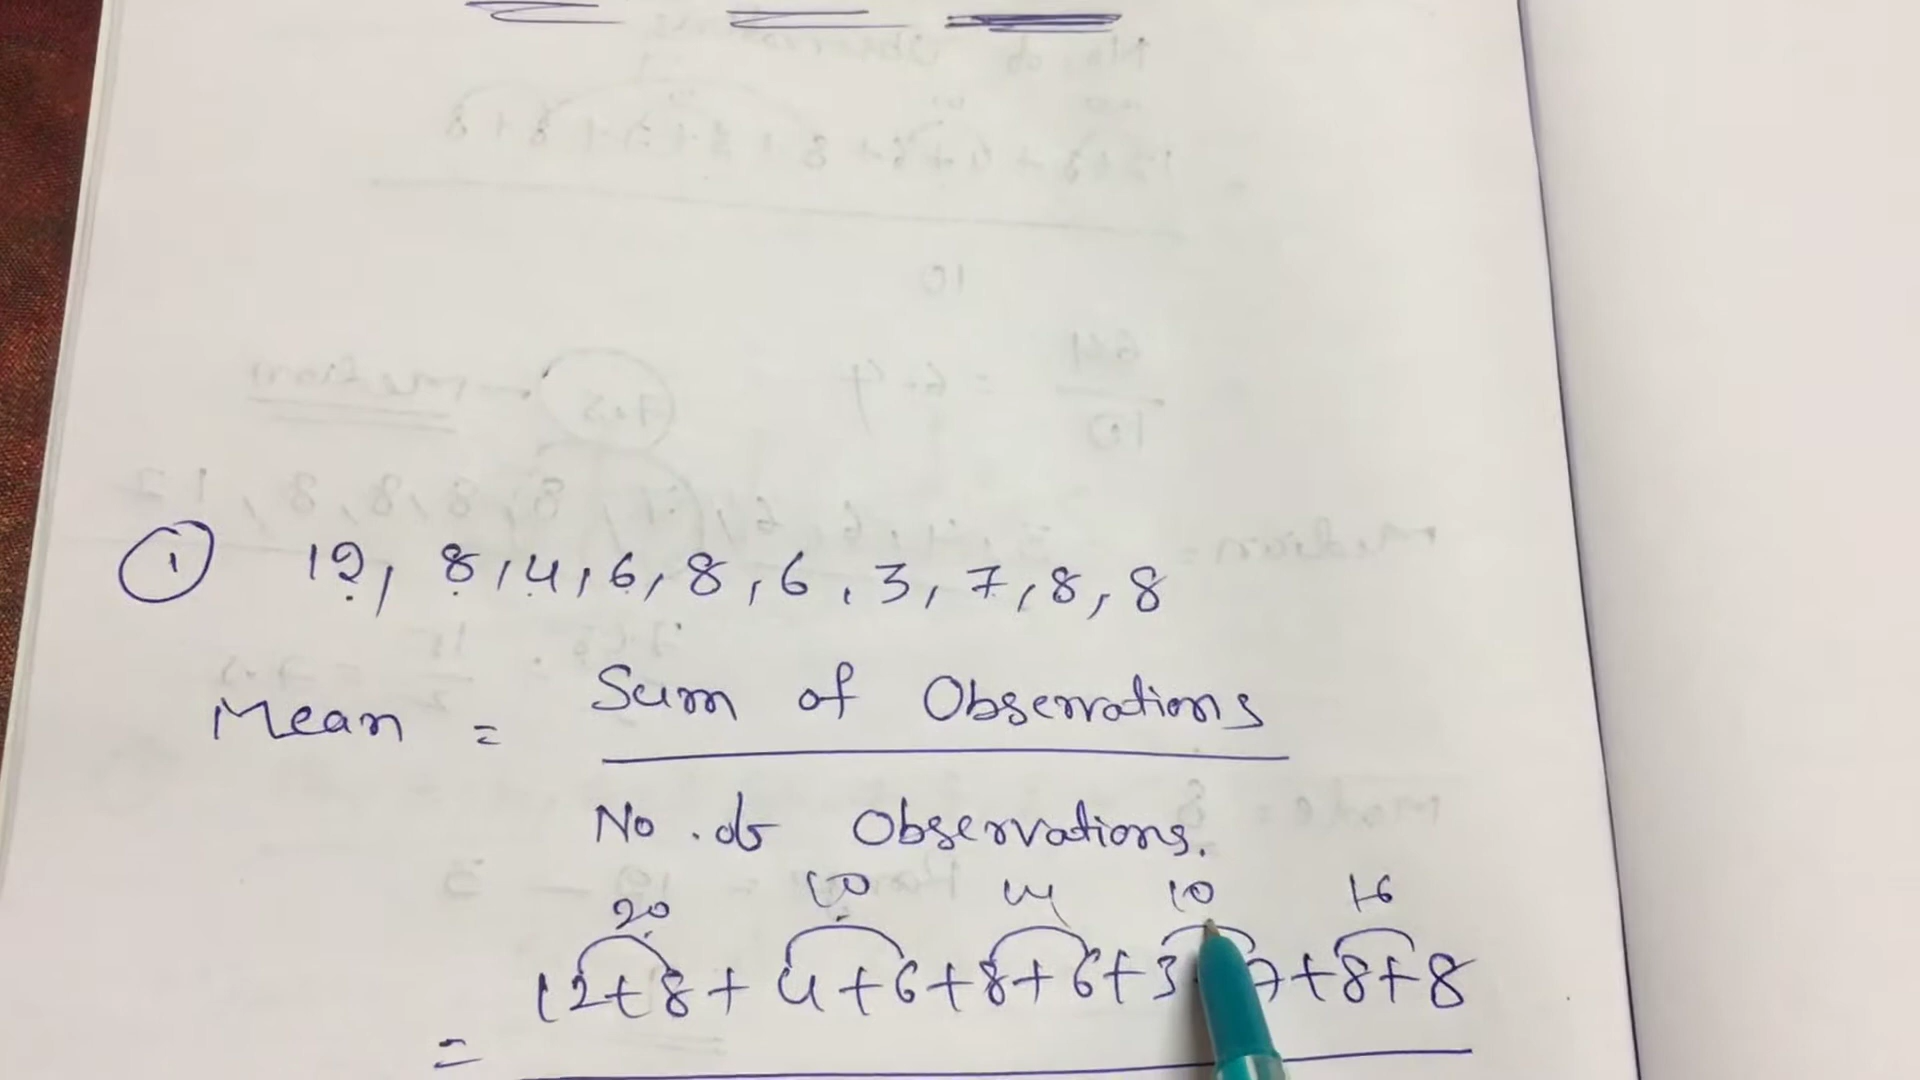 ① 12, 8, 4, 6, 8, 6, 3, 7, 8, 8
Mean = Sum of Observations
No. of Observations.
20 10 14 10 16
= 12+8+4+6+8+6+3+7+8+8